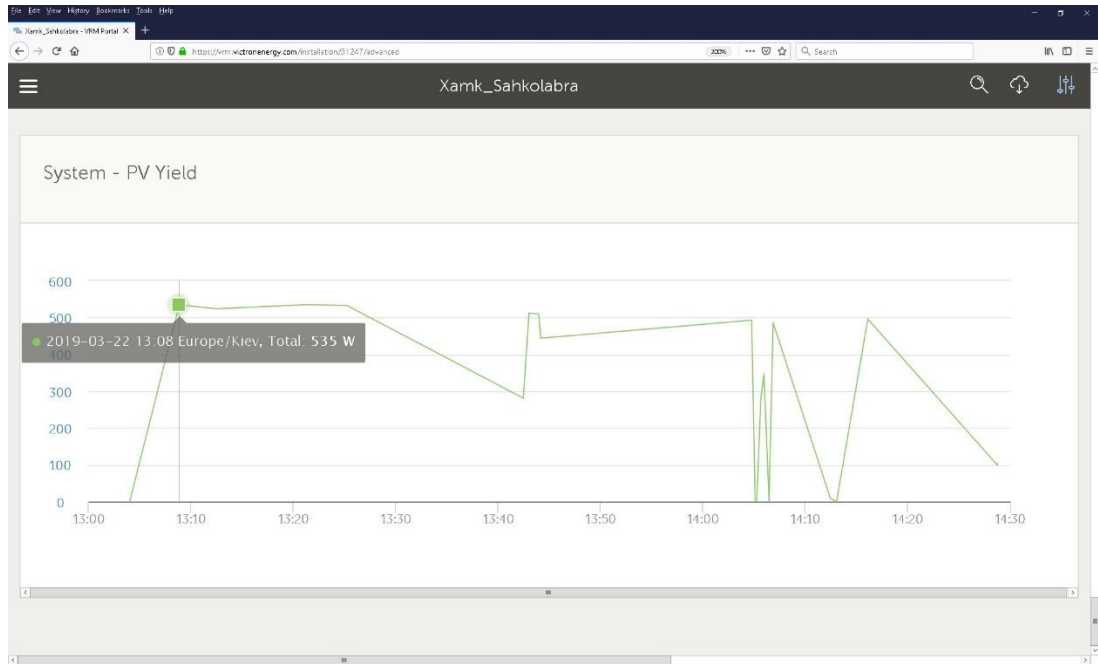 File Edit View History Bookmarks Tools Help
Xamk_Sahkolabra - VRM Portal
https://vrm.victronenergy.com/installation/31247/advanced
200%
Search
Xamk_Sahkolabra
System - PV Yield
600
500
2019-03-22 13:08 Europe/Kiev, Total: 535 W
400
300
200
100
0
13:00 13:10 13:20 13:30 13:40 13:50 14:00 14:10 14:20 14:30